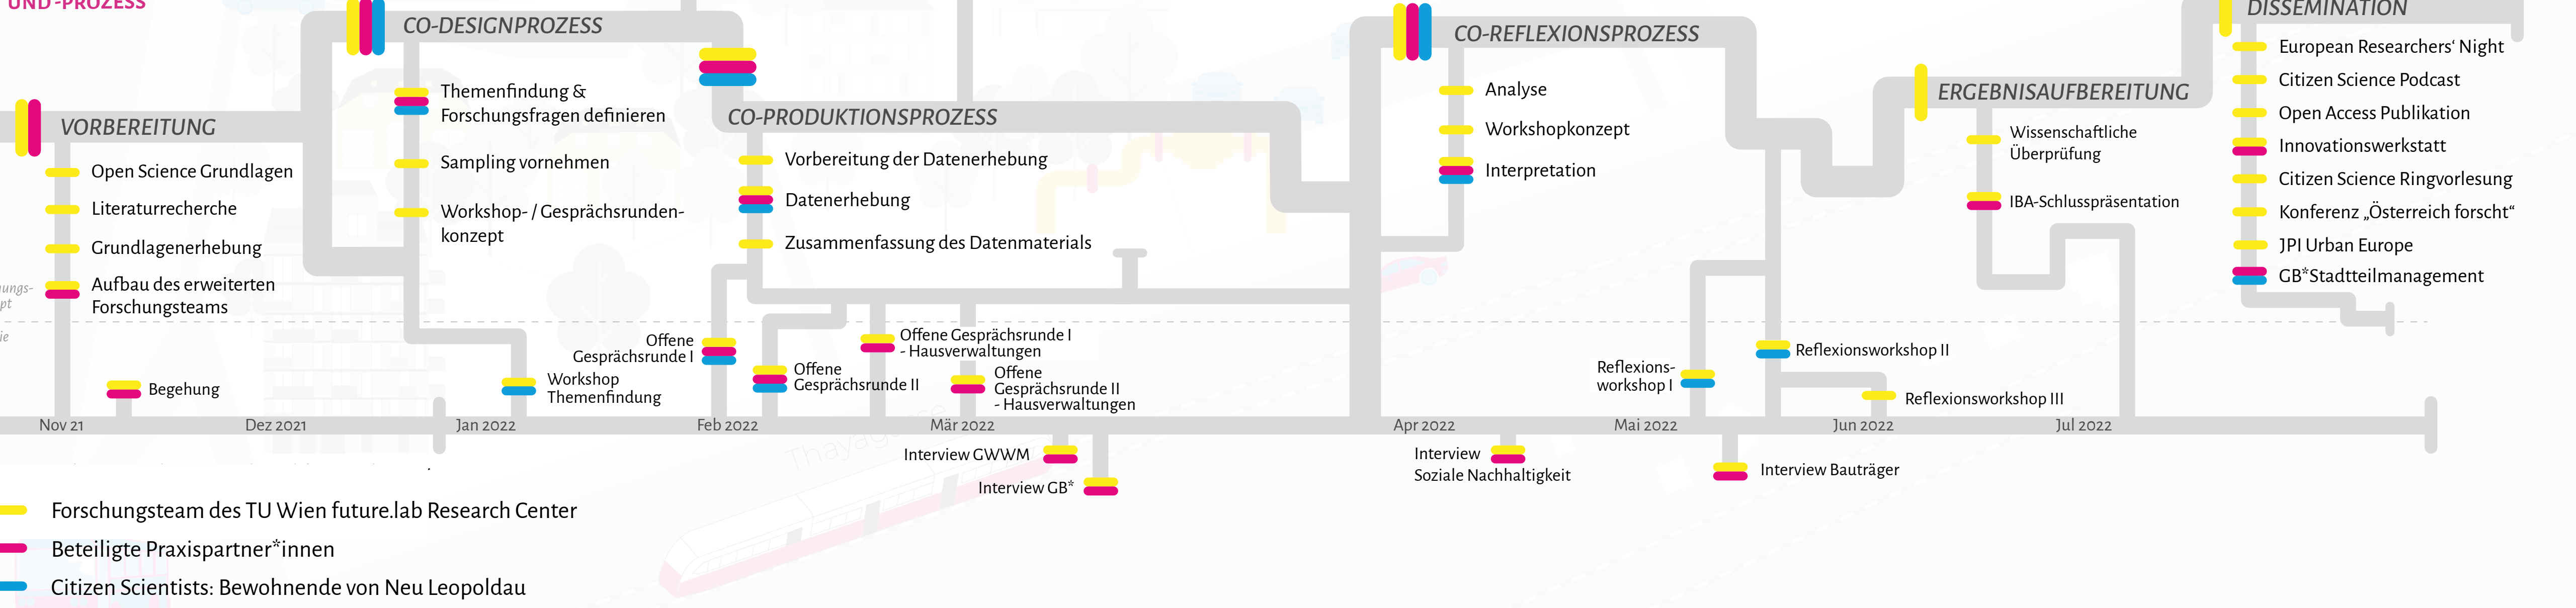 UND -PROZESS
VORBEREITUNG
Open Science Grundlagen
Literaturrecherche
Grundlagenerhebung
Aufbau des erweiterten
Forschungsteams
Begehung
CO-DESIGNPROZESS
Themenfindung &
Forschungsfragen definieren
Sampling vornehmen
Workshop- / Gesprächsrunden-
konzept
Workshop
Themenfindung
CO-PRODUKTIONSPROZESS
Vorbereitung der Datenerhebung
Datenerhebung
Zusammenfassung des Datenmaterials
Offene
Gesprächsrunde I
Offene
Gesprächsrunde II
Offene Gesprächsrunde I
- Hausverwaltungen
Offene
Gesprächsrunde II
- Hausverwaltungen
CO-REFLEXIONSPROZESS
Analyse
Workshopkonzept
Interpretation
Reflexions-
workshop I
Reflexionsworkshop II
Reflexionsworkshop III
ERGEBNISAUFBEREITUNG
Wissenschaftliche
Überprüfung
IBA-Schlusspräsentation
DISSEMINATION
European Researchers‘ Night
Citizen Science Podcast
Open Access Publikation
Innovationswerkstatt
Citizen Science Ringvorlesung
Konferenz „Österreich forscht“
JPI Urban Europe
GB*Stadtteilmanagement
ungs-
pt
ie
Nov 21
Dez 2021
Jan 2022
Feb 2022
Mär 2022
Apr 2022
Mai 2022
Jun 2022
Jul 2022
Interview GWWM
Interview GB*
Interview
Soziale Nachhaltigkeit
Interview Bauträger
Forschungsteam des TU Wien future.lab Research Center
Beteiligte Praxispartner*innen
Citizen Scientists: Bewohnende von Neu Leopoldau